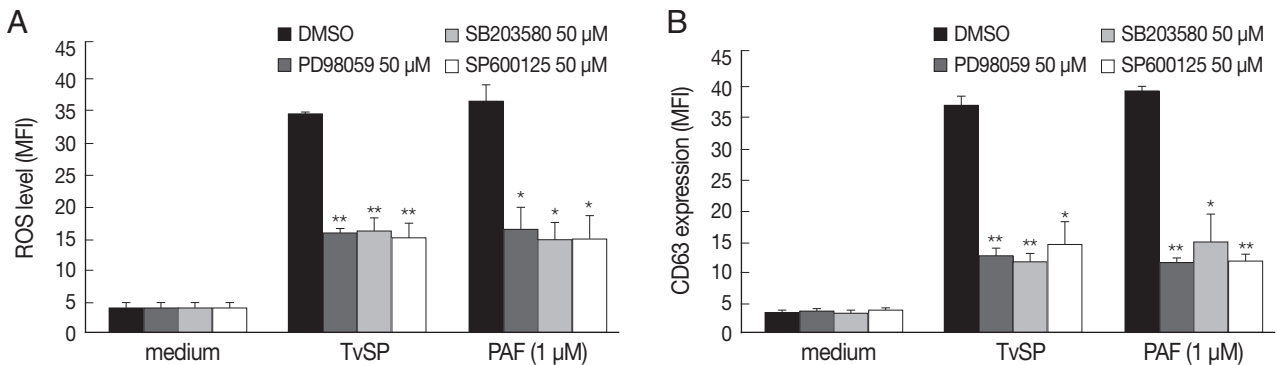 A
ROS level (MFI)
45
40
35
30
25
20
15
10
5
0
DMSO
SB203580 50 µM
PD98059 50 µM
SP600125 50 µM
** ** **
* * *
medium
TvSP
PAF (1 µM)
B
CD63 expression (MFI)
45
40
35
30
25
20
15
10
5
0
DMSO
SB203580 50 µM
PD98059 50 µM
SP600125 50 µM
** ** *
** * **
medium
TvSP
PAF (1 µM)